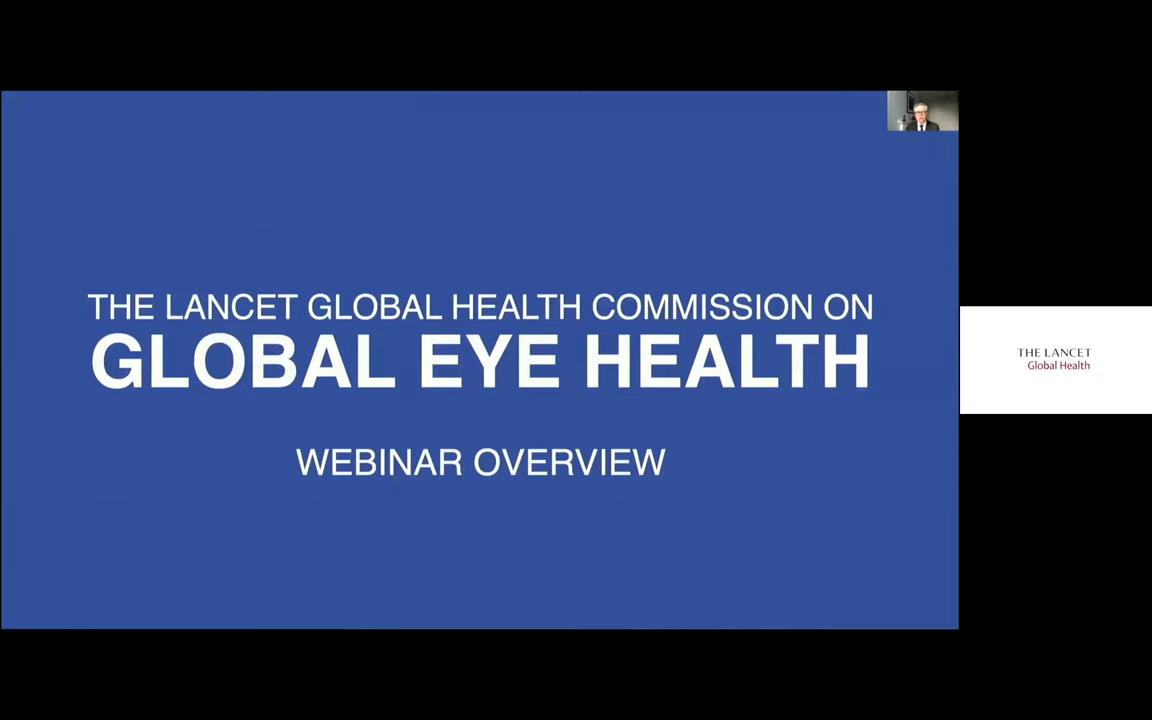 THE LANCET GLOBAL HEALTH COMMISSION ON
GLOBAL EYE HEALTH
WEBINAR OVERVIEW
THE LANCET
Global Health